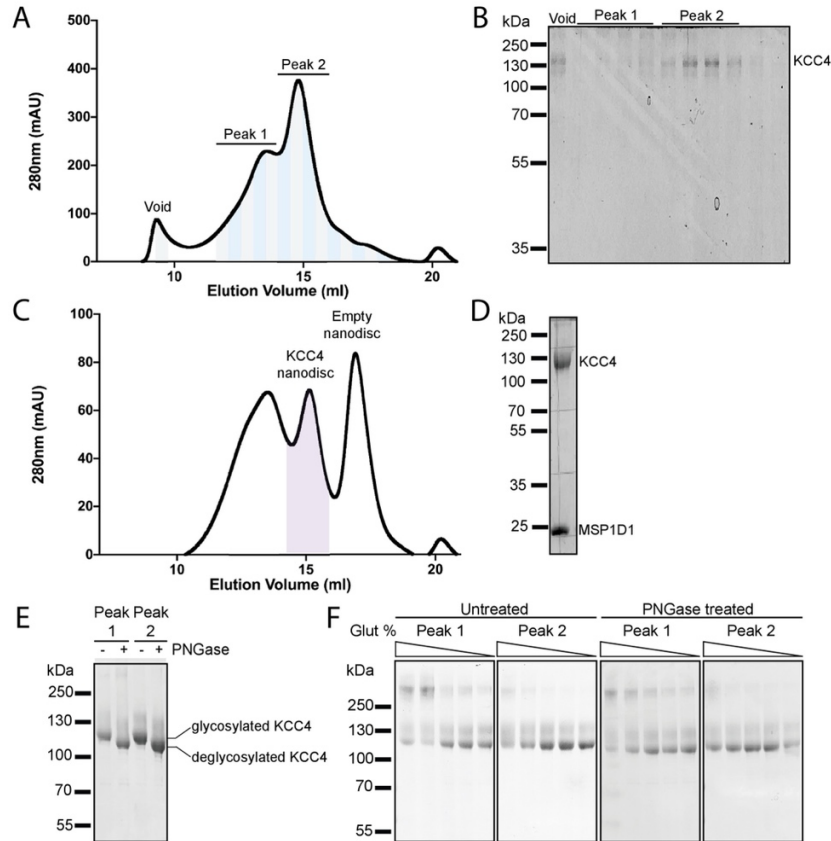 A
500
400
300
200
100
0
280nm (mAU)
Void
Peak 1
Peak 2
10
15
20
Elution Volume (ml)
B
kDa
Void
Peak 1
Peak 2
250
130
100
70
55
35
KCC4
C
100
80
60
40
20
0
280nm (mAU)
KCC4
nanodisc
Empty
nanodisc
10
15
20
Elution Volume (ml)
D
kDa
250
130
100
70
55
35
25
KCC4
MSP1D1
E
Peak Peak
1 2
- + - + PNGase
kDa
250
130
100
70
55
glycosylated KCC4
deglycosylated KCC4
F
Untreated
PNGase treated
Glut %
Peak 1
Peak 2
Peak 1
Peak 2
kDa
250
130
100
70
55